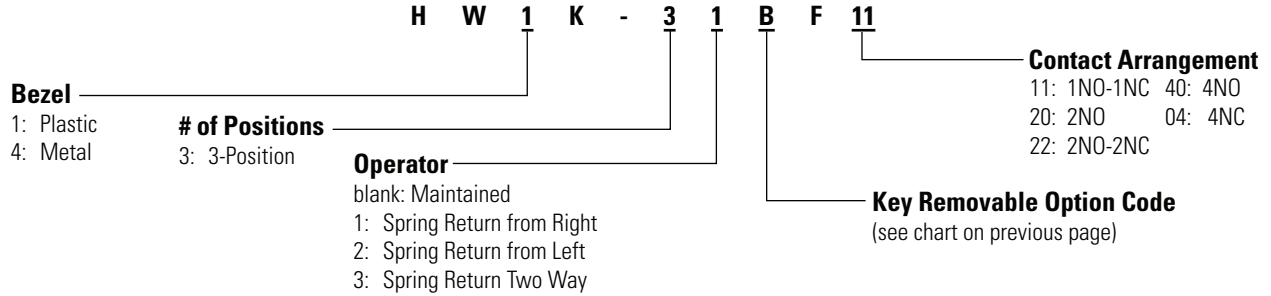 H W 1 K - 3 1 B F 11
Bezel
1: Plastic
4: Metal
# of Positions
3: 3-Position
Operator
blank: Maintained
1: Spring Return from Right
2: Spring Return from Left
3: Spring Return Two Way
Contact Arrangement
11: 1NO-1NC 40: 4NO
20: 2NO 04: 4NC
22: 2NO-2NC
Key Removable Option Code
(see chart on previous page)